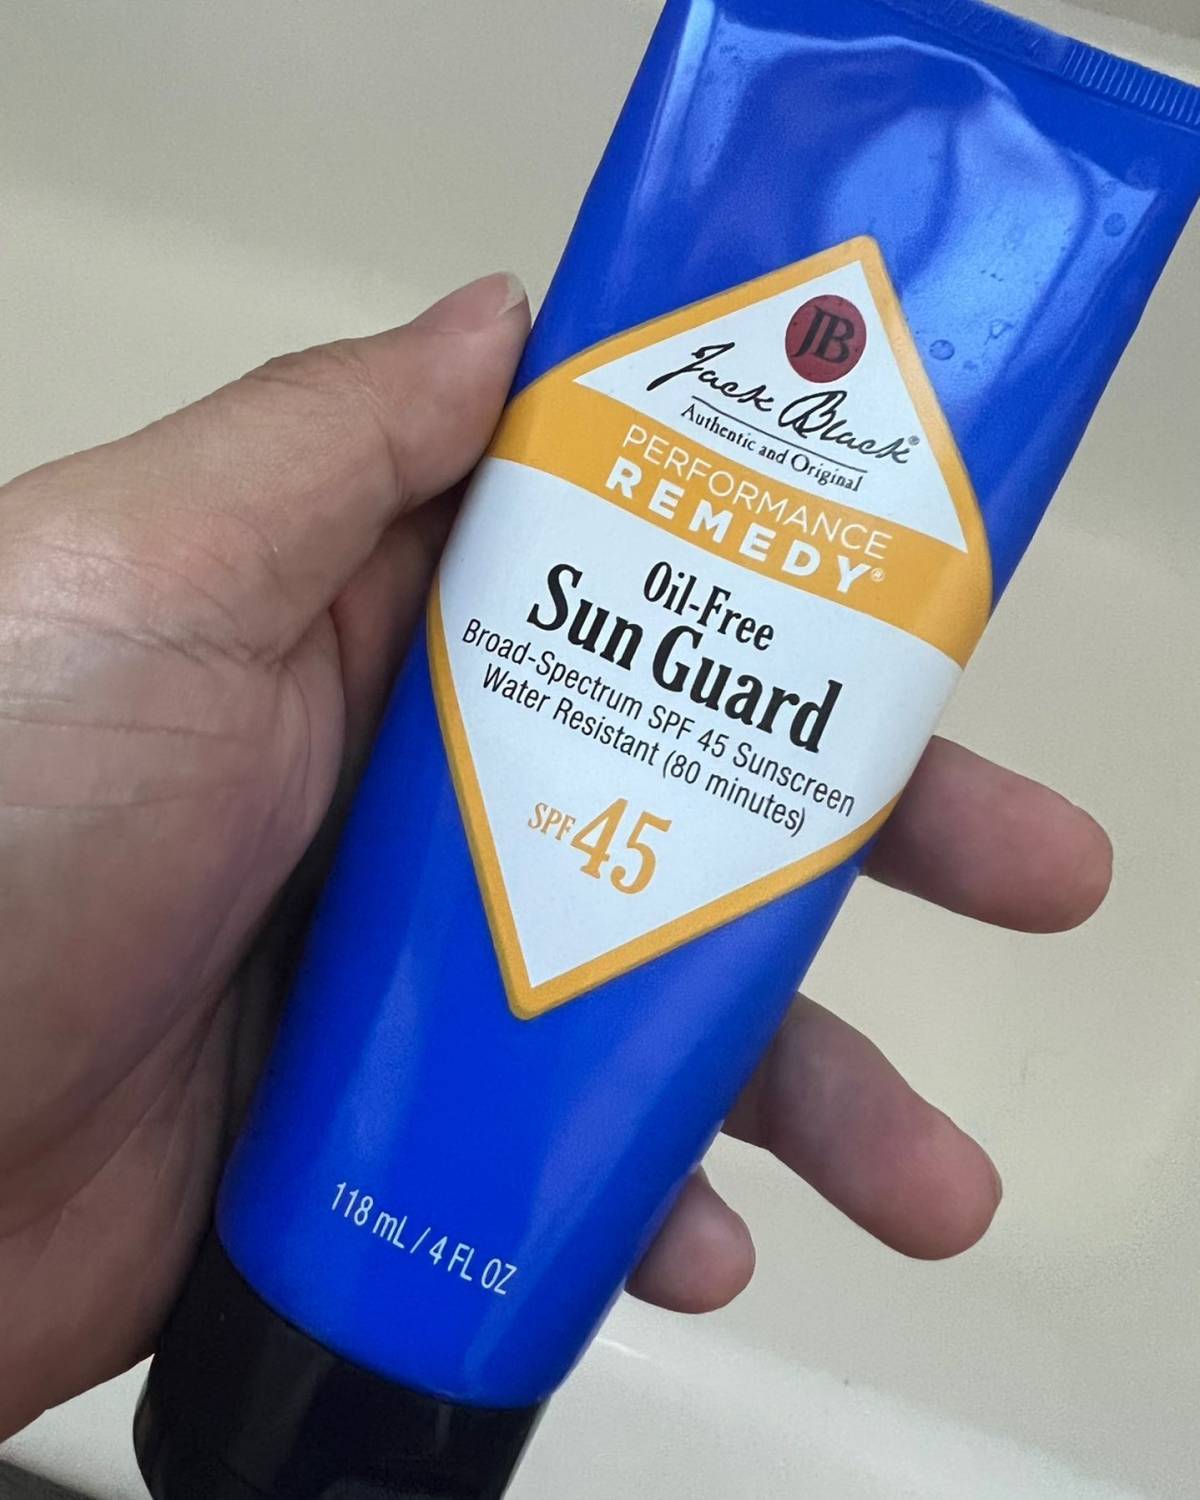 JB
Jack Black®
Authentic and Original
PERFORMANCE
REMEDY®
Oil-Free
Sun Guard
Broad-Spectrum SPF 45 Sunscreen
Water Resistant (80 minutes)
SPF 45
118 mL / 4 FL OZ